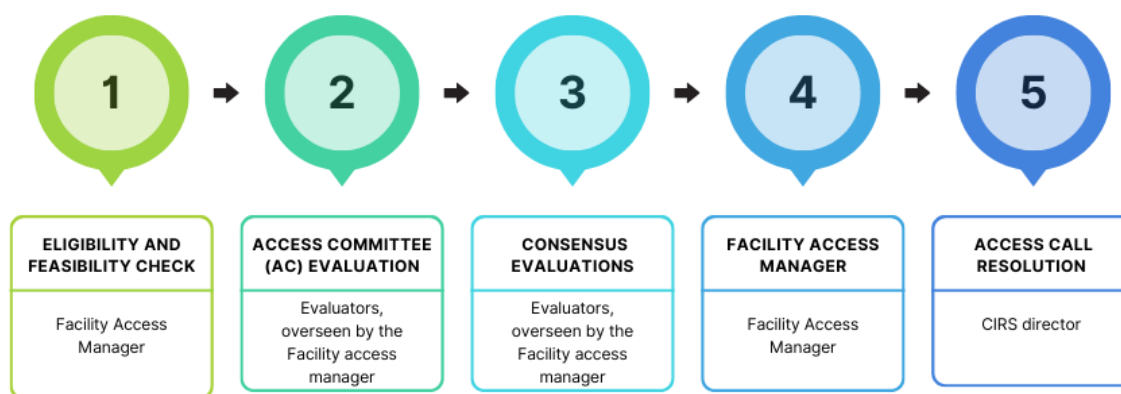 1
2
3
4
5
ELIGIBILITY AND
FEASIBILITY CHECK
Facility Access
Manager
ACCESS COMMITTEE
(AC) EVALUATION
Evaluators,
overseen by the
Facility access
manager
CONSENSUS
EVALUATIONS
Evaluators,
overseen by the
Facility access
manager
FACILITY ACCESS
MANAGER
Facility Access
Manager
ACCESS CALL
RESOLUTION
CIRS director